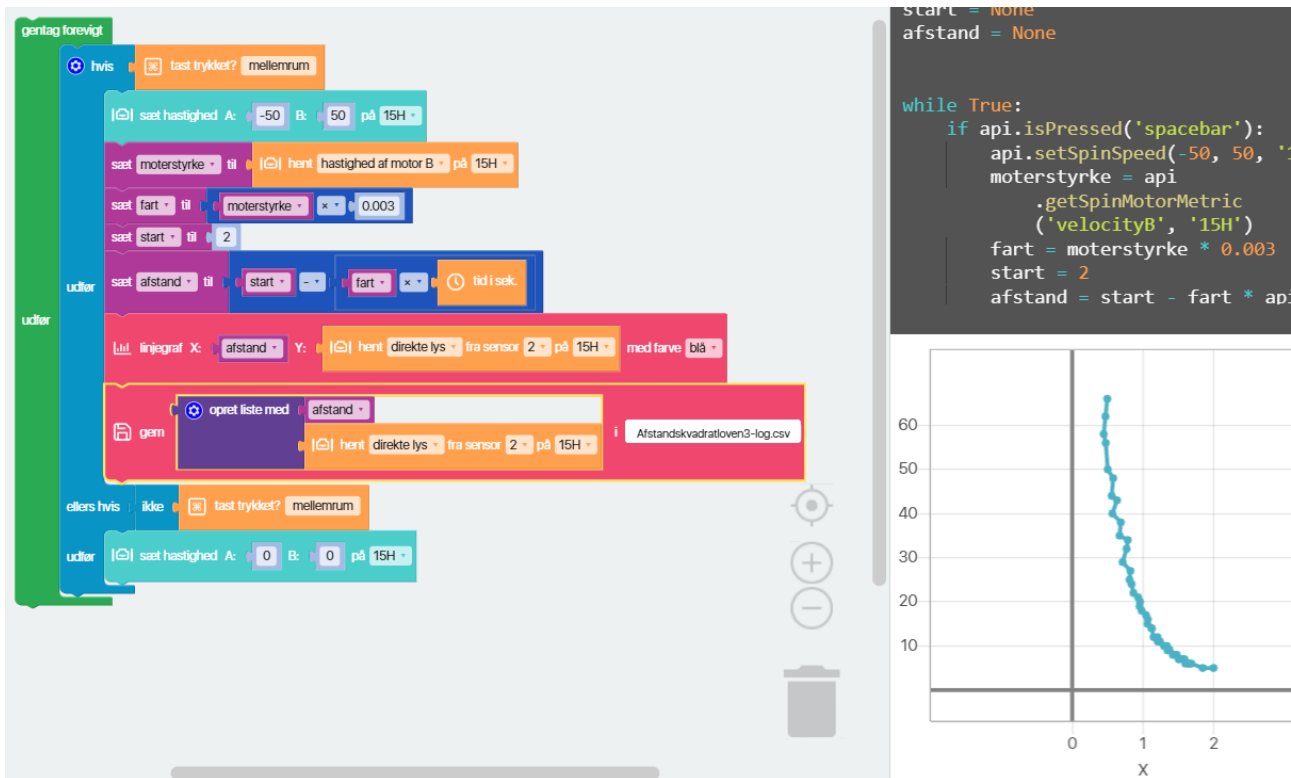 gentag forevigt
hvis tast trykket? mellemrum
sæt hastighed A: -50 B: 50 på 15H
sæt moterstyrke til hent hastighed af motor B på 15H
sæt fart til moterstyrke × 0.003
sæt start til 2
sæt afstand til start - fart × tid i sek.
udfør
udfør
linjegraf X: afstand Y: hent direkte lys fra sensor 2 på 15H med farve blå
opret liste med afstand
gem i Afstandskvadratloven3-log.csv
hent direkte lys fra sensor 2 på 15H
ellers hvis ikke tast trykket? mellemrum
udfør sæt hastighed A: 0 B: 0 på 15H
start = None
afstand = None
while True:
if api.isPressed('spacebar'):
api.setSpinSpeed(-50, 50, '1
moterstyrke = api
.getSpinMotorMetric
('velocityB', '15H')
fart = moterstyrke * 0.003
start = 2
afstand = start - fart * api
60
50
40
30
20
10
0 1 2
X